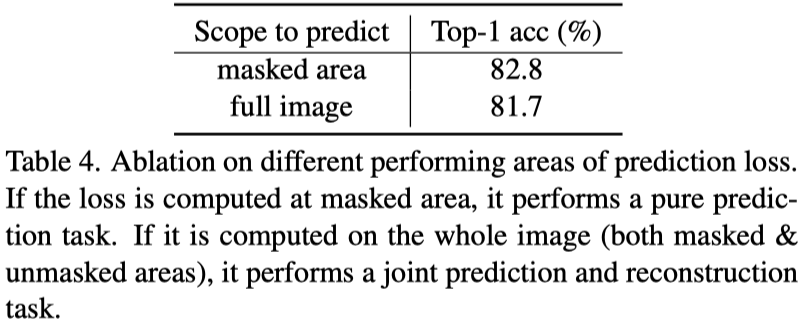 Scope to predict Top-1 acc (%)
masked area 82.8
full image 81.7
Table 4. Ablation on different performing areas of prediction loss.
If the loss is computed at masked area, it performs a pure predic-
tion task. If it is computed on the whole image (both masked &
unmasked areas), it performs a joint prediction and reconstruction
task.